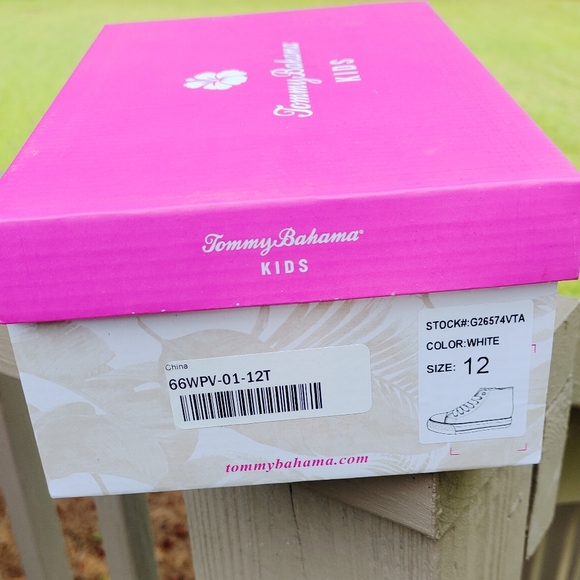 Tommy Bahama
KIDS
Tommy Bahama®
KIDS
China
66WPV-01-12T
STOCK#:G26574VTA
COLOR:WHITE
SIZE: 12
tommybahama.com